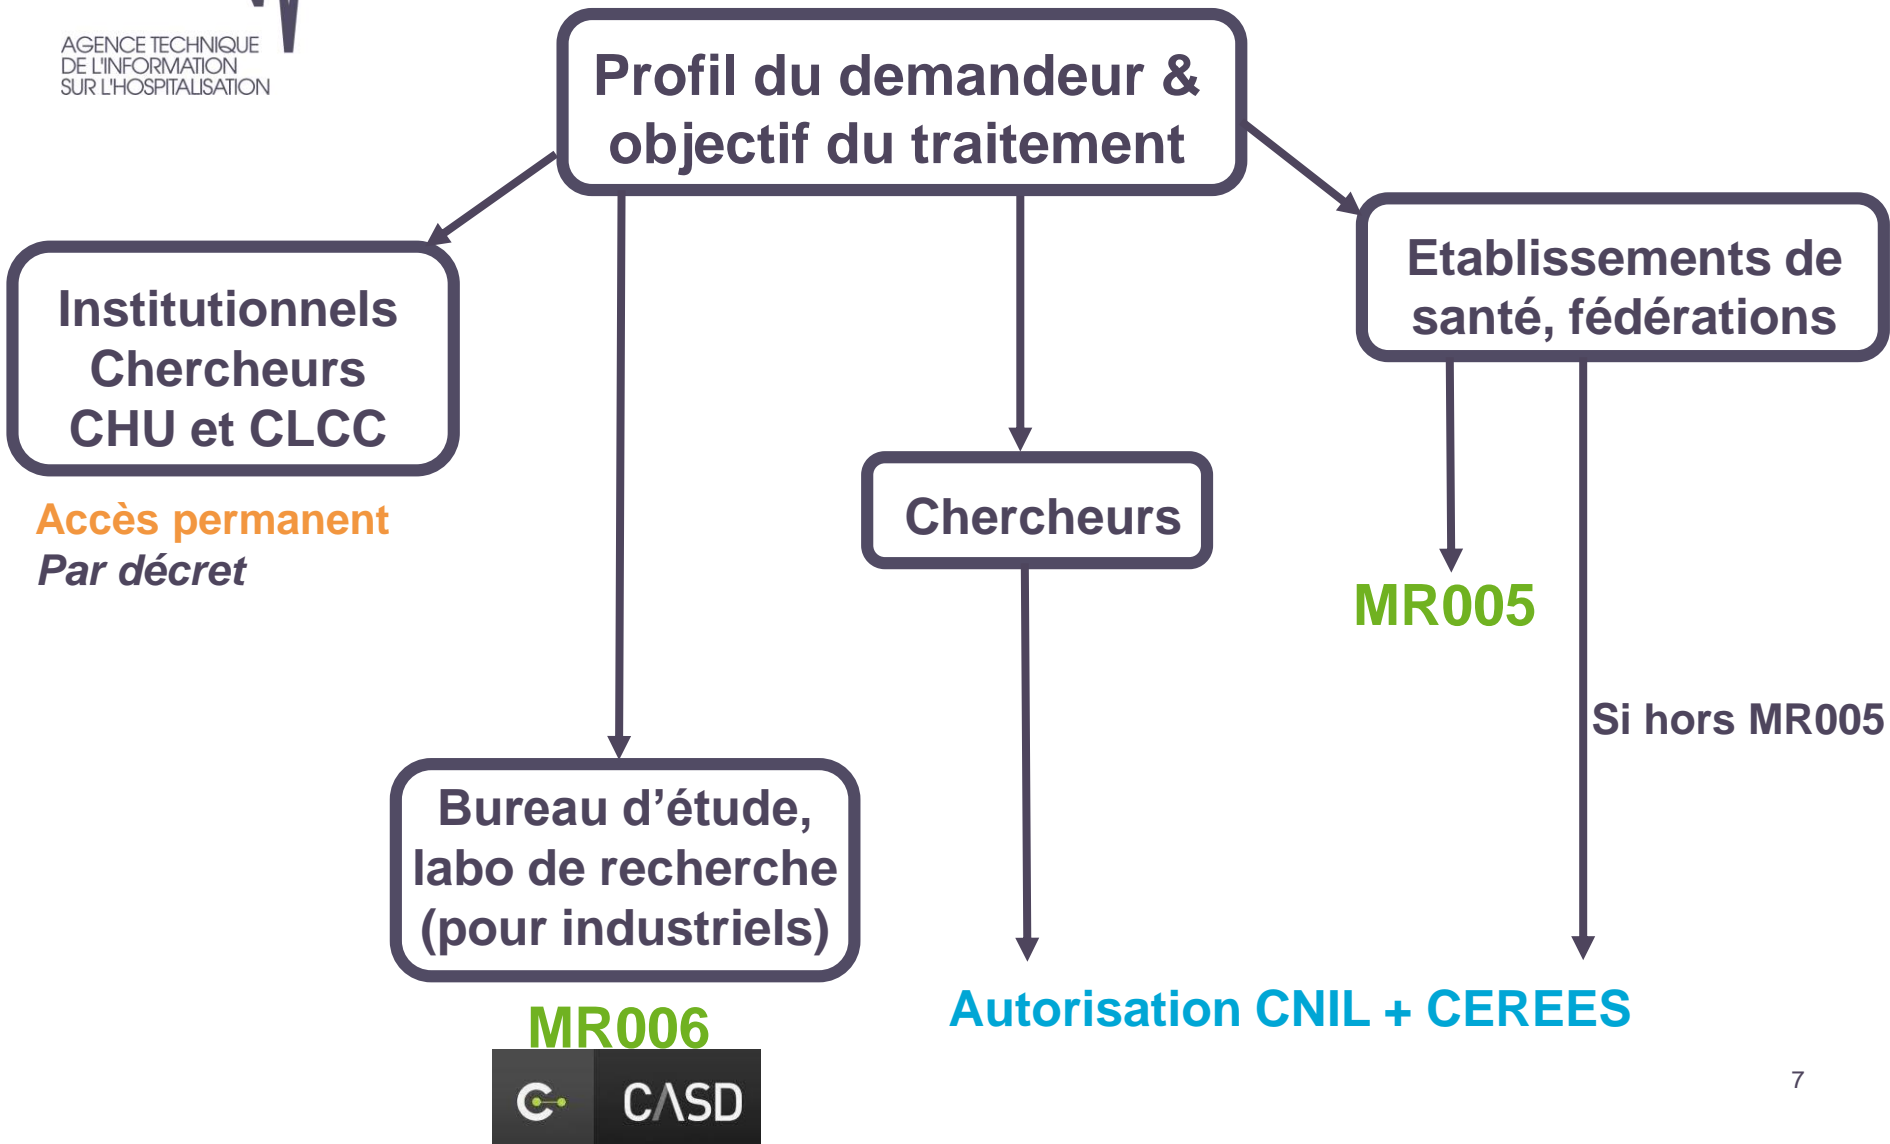 AGENCE TECHNIQUE
DE L'INFORMATION
SUR L'HOSPITALISATION
Profil du demandeur &
objectif du traitement
Institutionnels
Chercheurs
CHU et CLCC
Accès permanent
Par décret
Etablissements de
santé, fédérations
Chercheurs
MR005
Si hors MR005
Bureau d’étude,
labo de recherche
(pour industriels)
MR006
CASD
Autorisation CNIL + CEREES
7